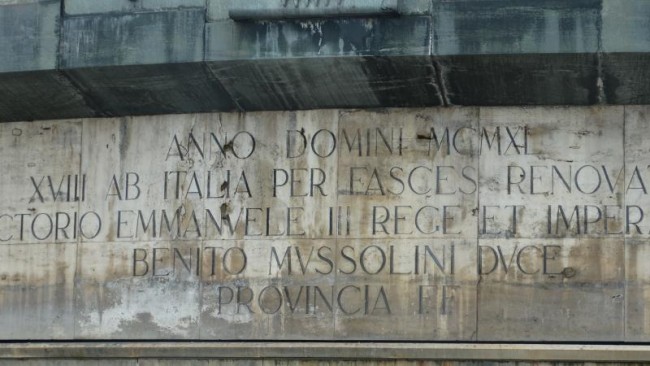 ANNO DOMINI MCMXL
XVIII AB ITALIA PER FASCES RENOVA
CTORIO EMMANVELE III REGE ET IMPERA
BENITO MVSSOLINI DVCE
PROVINCIA FF